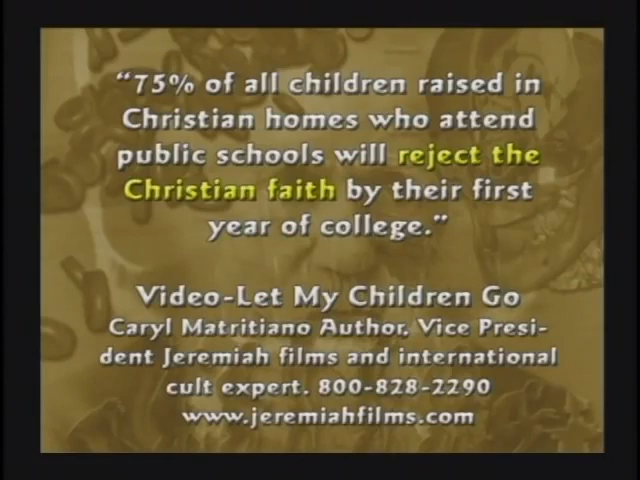 “75% of all children raised in
Christian homes who attend
public schools will reject the
Christian faith by their first
year of college.”
Video-Let My Children Go
Caryl Matritiano Author, Vice Presi-
dent Jeremiah films and international
cult expert. 800-828-2290
www.jeremiahfilms.com